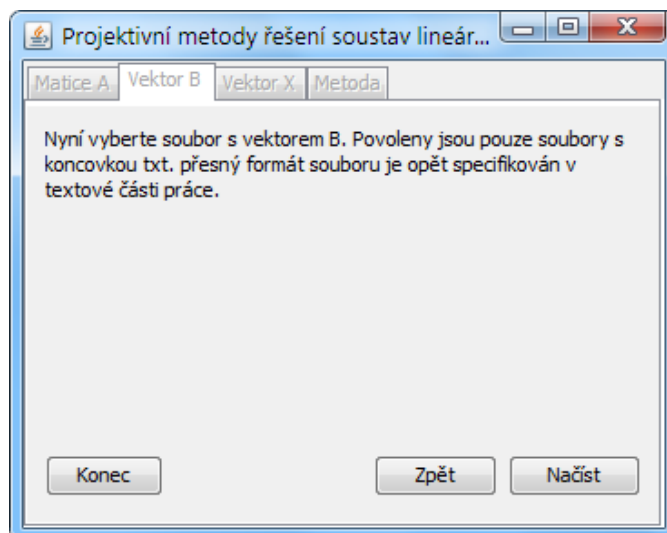 Projektivní metody řešení soustav lineár...
Matice A Vektor B Vektor X Metoda
Nyní vyberte soubor s vektorem B. Povoleny jsou pouze soubory s
koncovkou txt. přesný formát souboru je opět specifikován v
textové části práce.
Konec Zpět Načíst